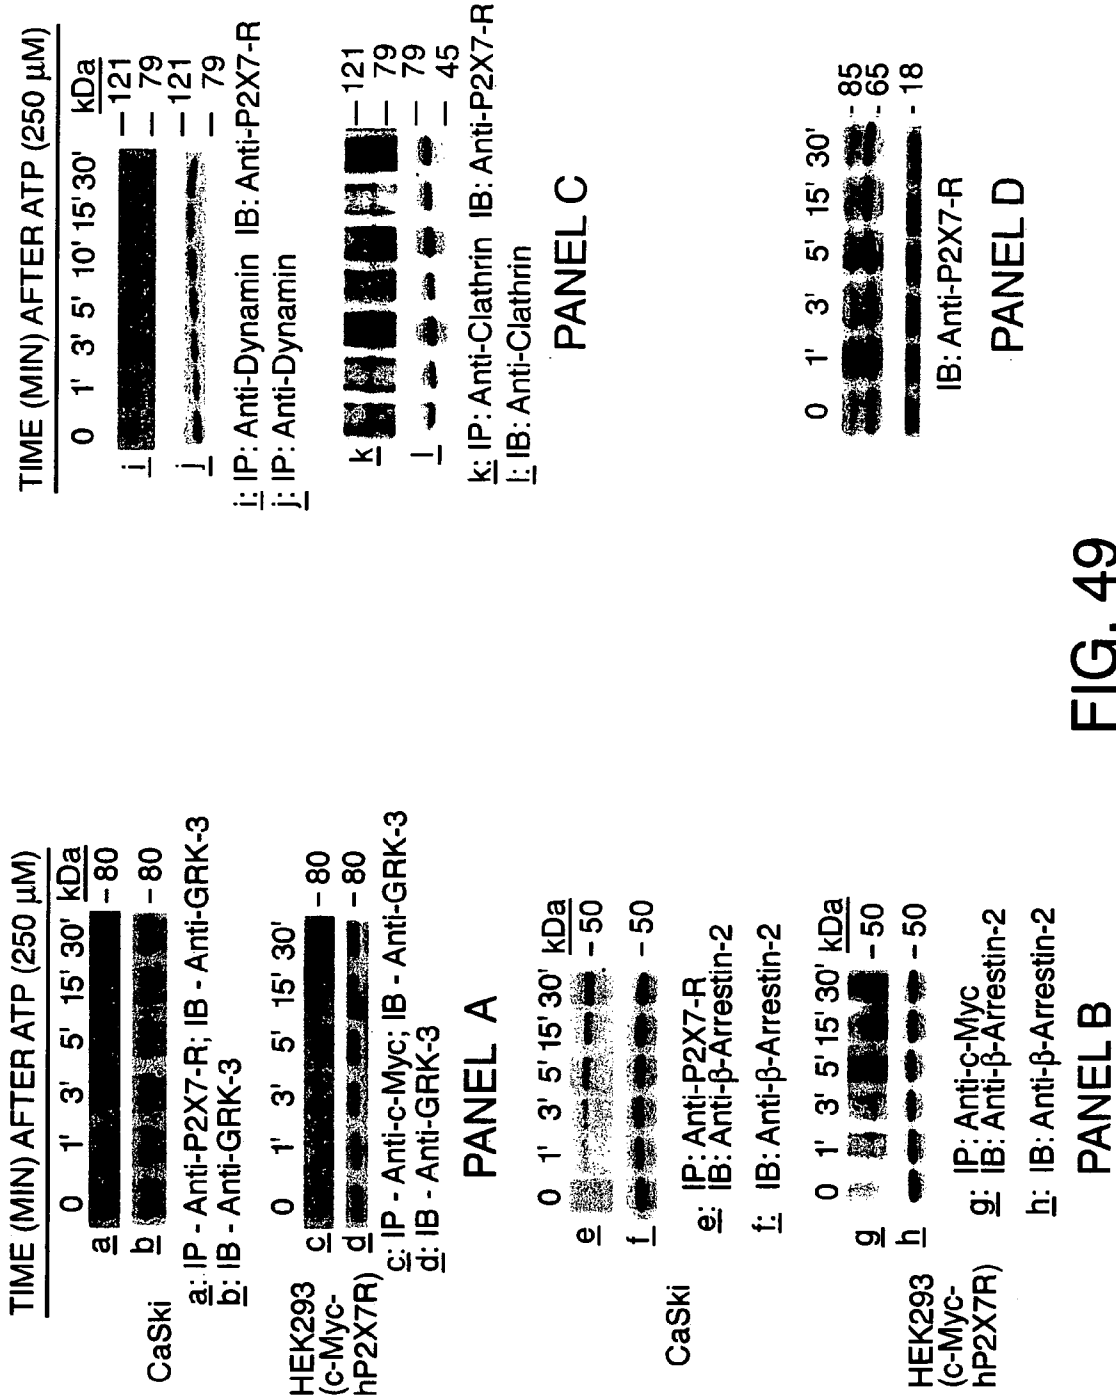 TIME (MIN) AFTER ATP (250 µM)
0 1' 3' 5' 15' 30' kDa
CaSki
a – 80
b – 80
a: IP - Anti-P2X7-R; IB - Anti-GRK-3
b: IB - Anti-GRK-3
HEK293
(c-Myc-
hP2X7R)
0 1' 3' 5' 15' 30'
c – 80
d – 80
c: IP - Anti-c-Myc; IB - Anti-GRK-3
d: IB - Anti-GRK-3
PANEL A
CaSki
0 1' 3' 5' 15' 30' kDa
e – 50
f – 50
e: IP: Anti-P2X7-R
IB: Anti-β-Arrestin-2
f: IB: Anti-β-Arrestin-2
HEK293
(c-Myc-
hP2X7R)
0 1' 3' 5' 15' 30' kDa
g – 50
h – 50
g: IP: Anti-c-Myc
IB: Anti-β-Arrestin-2
h: IB: Anti-β-Arrestin-2
PANEL B
TIME (MIN) AFTER ATP (250 µM)
0 1' 3' 5' 10' 15' 30' kDa
i — 121
— 79
j — 121
— 79
i: IP: Anti-Dynamin IB: Anti-P2X7-R
j: IP: Anti-Dynamin
k — 121
— 79
l — 79
— 45
k: IP: Anti-Clathrin IB: Anti-P2X7-R
l: IB: Anti-Clathrin
PANEL C
0 1' 3' 5' 15' 30'
- 85
- 65
- 18
IB: Anti-P2X7-R
PANEL D
FIG. 49